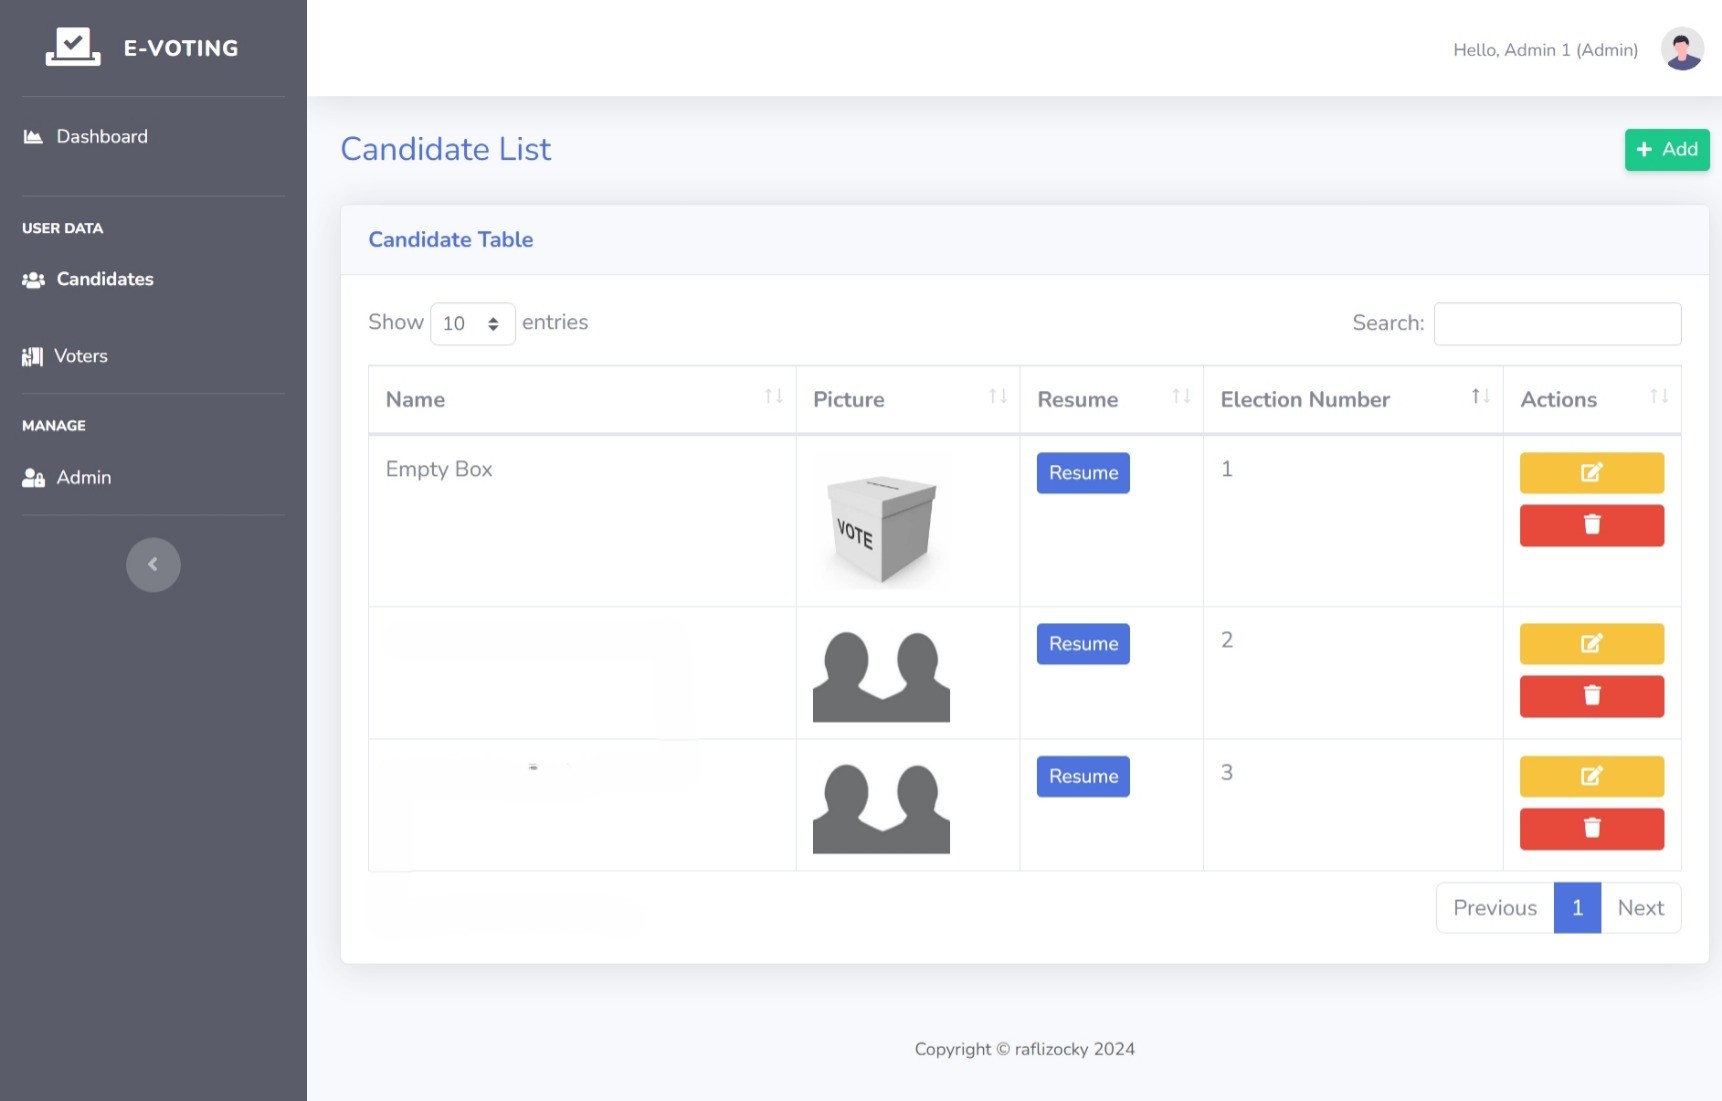 E-VOTING
Hello, Admin 1 (Admin)
Dashboard
USER DATA
Candidates
Voters
MANAGE
Admin
Candidate List
Add
Candidate Table
Show 10 entries
Search:
Name Picture Resume Election Number Actions
Empty Box VOTE Resume 1
Resume 2
Resume 3
Previous 1 Next
Copyright © raflizocky 2024